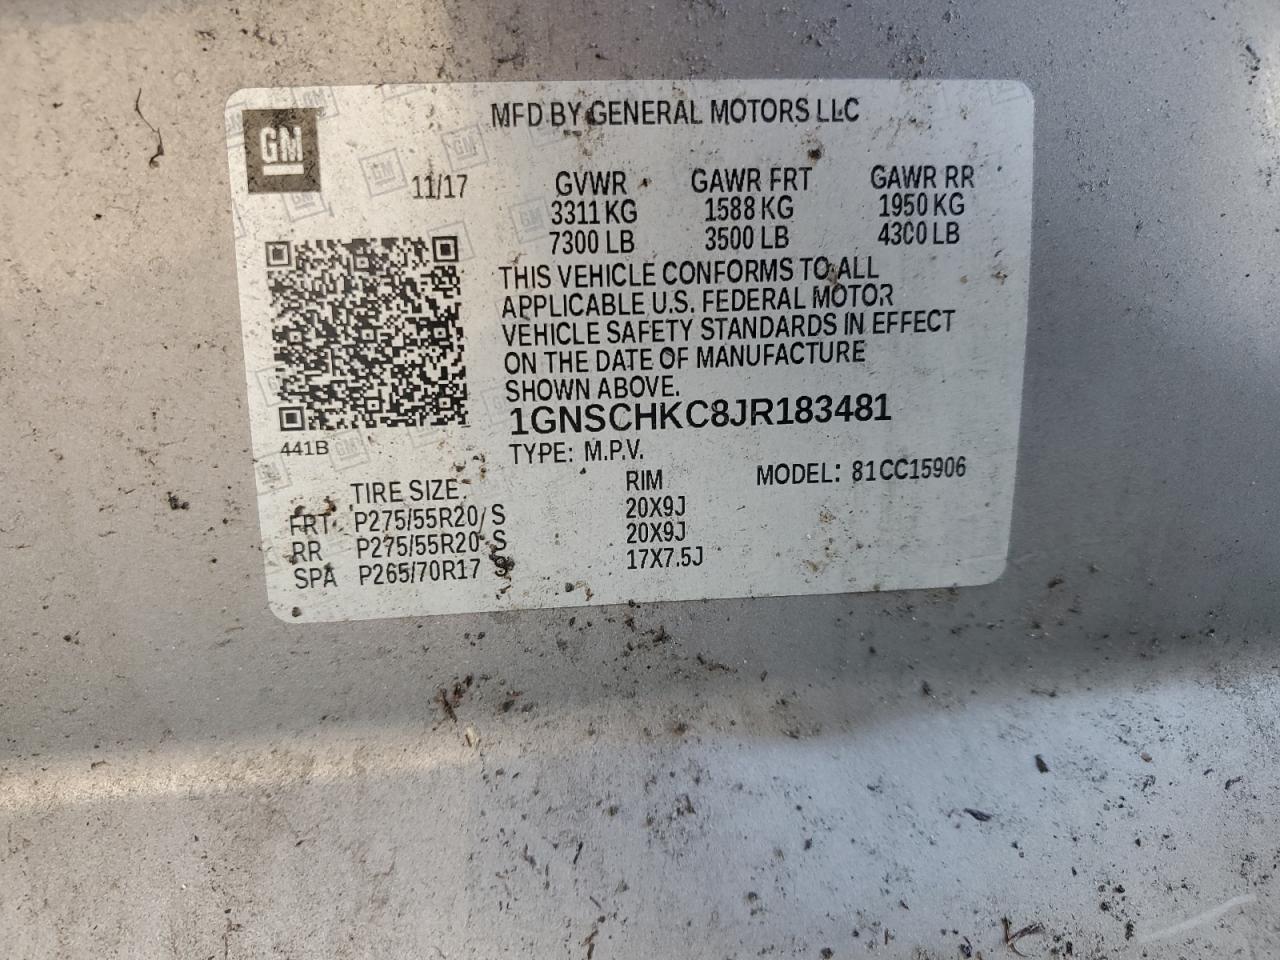 MFD BY GENERAL MOTORS LLC
GM
11/17
GVWR GAWR FRT GAWR RR
3311 KG 1588 KG 1950 KG
7300 LB 3500 LB 4300 LB
THIS VEHICLE CONFORMS TO ALL
APPLICABLE U.S. FEDERAL MOTOR
VEHICLE SAFETY STANDARDS IN EFFECT
ON THE DATE OF MANUFACTURE
SHOWN ABOVE.
1GNSCHKC8JR183481
441B
TYPE: M.P.V.
MODEL: 81CC15906
TIRE SIZE RIM
FRT P275/55R20 S 20X9J
RR P275/55R20 S 20X9J
SPA P265/70R17 S 17X7.5J